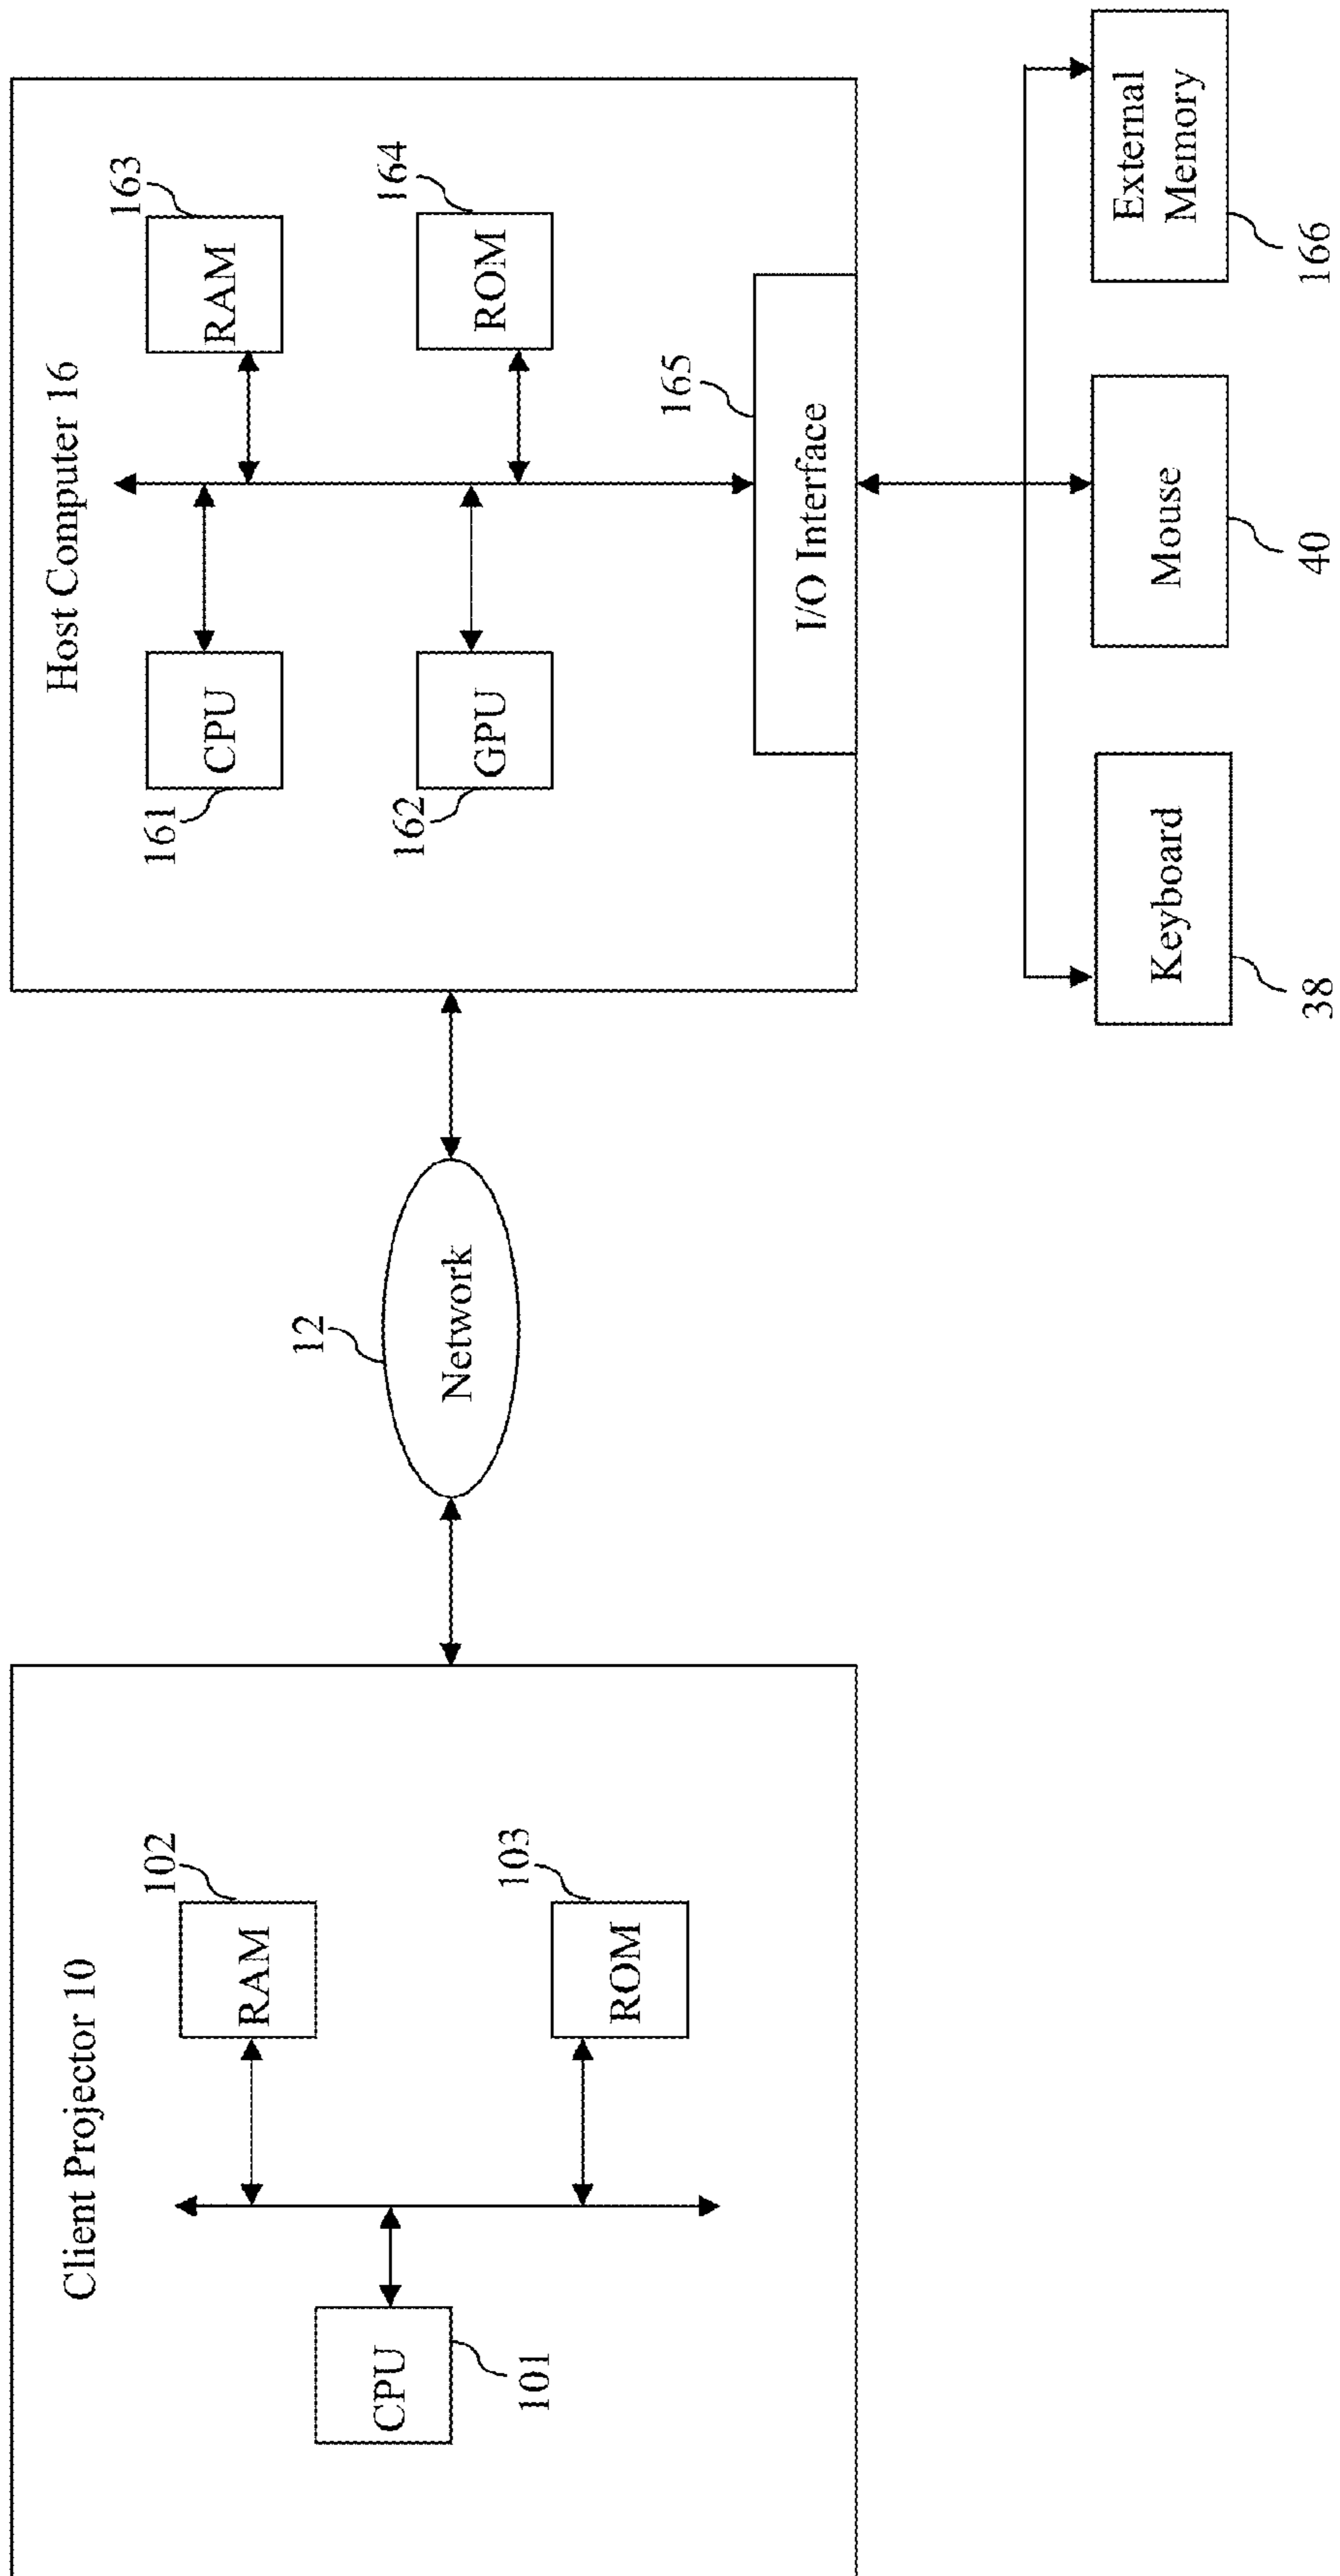 Client Projector 10
CPU
101
RAM
102
ROM
103
12
Network
Host Computer 16
161
CPU
RAM
163
162
GPU
ROM
164
165
I/O Interface
Keyboard
38
Mouse
40
External
Memory
166